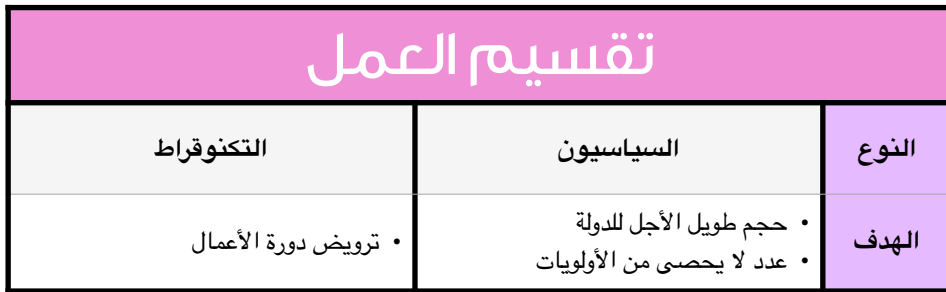 تقسيم العمل
النوع
السياسيون
التكنوقراط
الهدف
• حجم طويل الأجل للدولة
• عدد لا يحصى من الأولويات
• ترويض دورة الأعمال